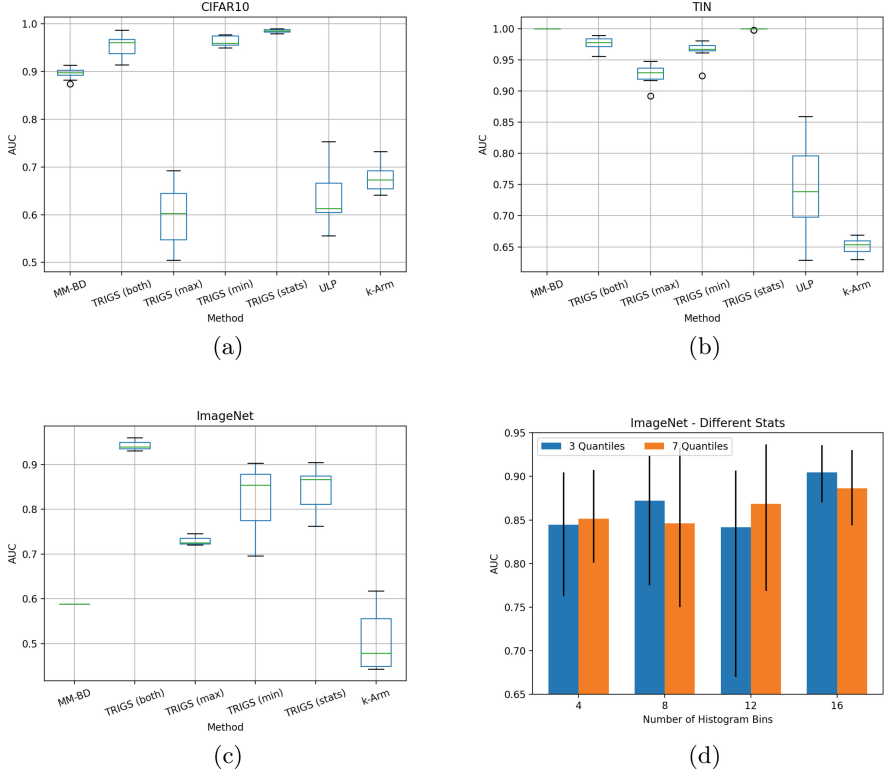 CIFAR10
1.0
0.9
0.8
0.7
0.6
0.5
AUC
MM-BD
TRIGS (both)
TRIGS (max)
TRIGS (min)
TRIGS (stats)
ULP
k-Arm
Method
(a)
TIN
1.00
0.95
0.90
0.85
0.80
0.75
0.70
0.65
AUC
MM-BD
TRIGS (both)
TRIGS (max)
TRIGS (min)
TRIGS (stats)
ULP
k-Arm
Method
(b)
ImageNet
0.9
0.8
0.7
0.6
0.5
AUC
MM-BD
TRIGS (both)
TRIGS (max)
TRIGS (min)
TRIGS (stats)
k-Arm
Method
(c)
ImageNet - Different Stats
3 Quantiles
7 Quantiles
0.95
0.90
0.85
0.80
0.75
0.70
0.65
AUC
4
8
12
16
Number of Histogram Bins
(d)